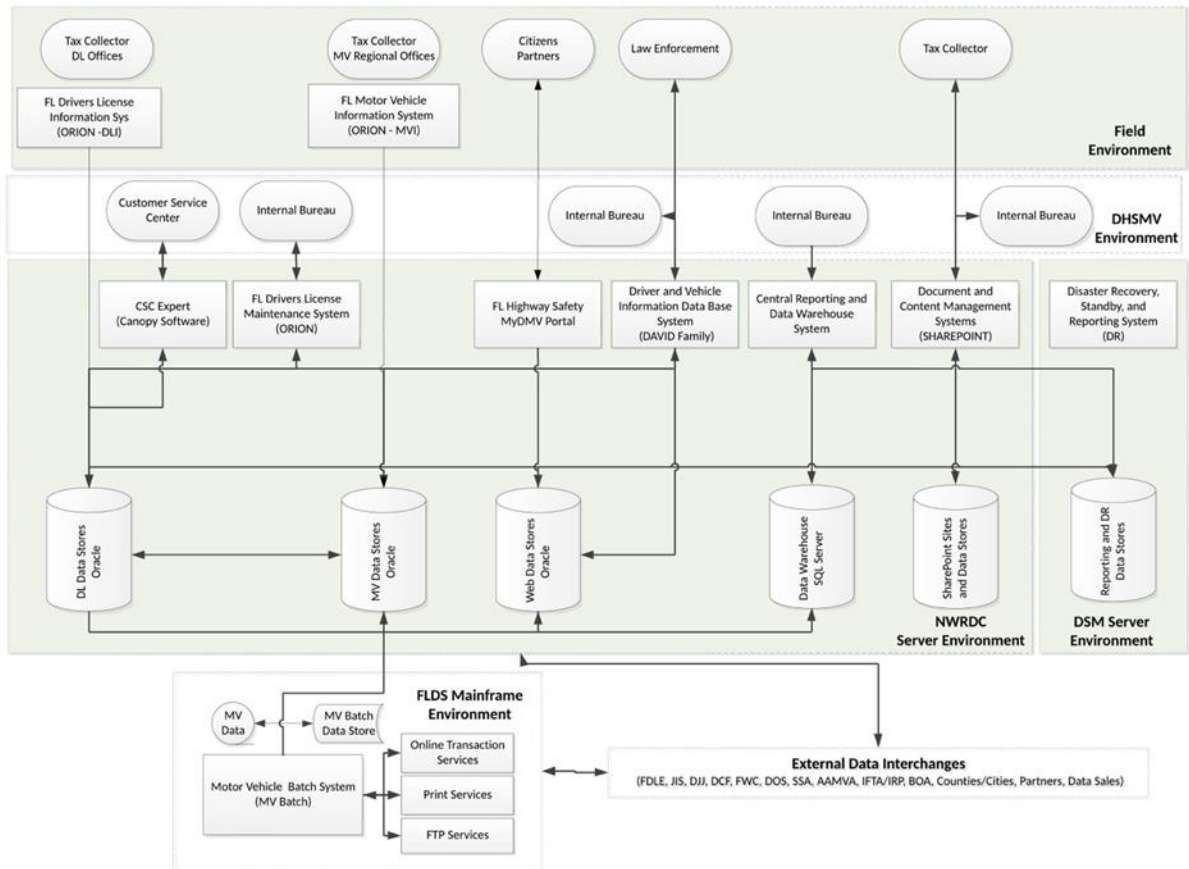 Tax Collector
DL Offices
Tax Collector
MV Regional Offices
Citizens
Partners
Law Enforcement
Tax Collector
FL Drivers License
Information Sys
(ORION -DLI)
FL Motor Vehicle
Information System
(ORION - MVI)
Field
Environment
Customer Service
Center
Internal Bureau
Internal Bureau
Internal Bureau
Internal Bureau
DHSMV
Environment
CSC Expert
(Canopy Software)
FL Drivers License
Maintenance System
(ORION)
FL Highway Safety
MyDMV Portal
Driver and Vehicle
Information Data Base
System
(DAVID Family)
Central Reporting and
Data Warehouse
System
Document and
Content Management
Systems
(SHAREPOINT)
Disaster Recovery,
Standby, and
Reporting System
(DR)
DL Data Stores
Oracle
MV Data Stores
Oracle
Web Data Stores
Oracle
Data Warehouse
SQL Server
SharePoint Sites
and Data Stores
Reporting and DR
Data Stores
NWRDC
Server Environment
DSM Server
Environment
FLDS Mainframe
Environment
MV
Data
MV Batch
Data Store
Motor Vehicle Batch System
(MV Batch)
Online Transaction
Services
Print Services
FTP Services
External Data Interchanges
(FDLE, JIS, DJJ, DCF, FWC, DOS, SSA, AAMVA, IFTA/IRP, BOA, Counties/Cities, Partners, Data Sales)